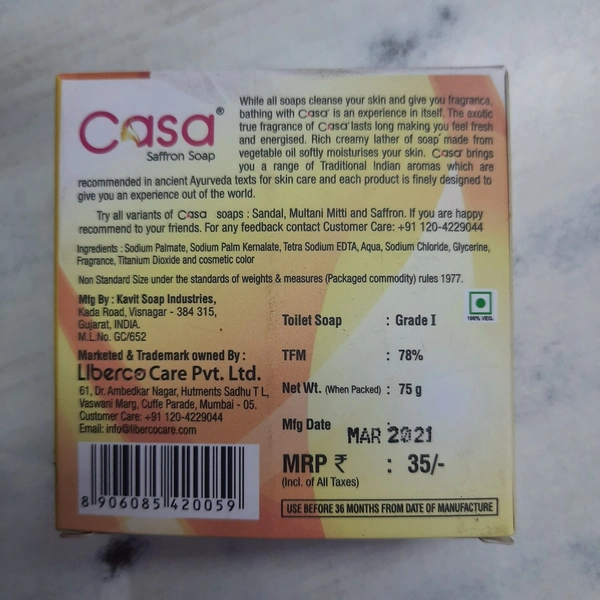 Casa®
Saffron Soap
While all soaps cleanse your skin and give you fragrance,
bathing with Casa® is an experience in itself. The exotic
true fragrance of Casa® lasts long making you feel fresh
and energised. Rich creamy lather of soap made from
vegetable oil softly moisturises your skin. Casa® brings
you a range of Traditional Indian aromas which are
recommended in ancient Ayurveda texts for skin care and each product is finely designed to
give you an experience out of the world.
Try all variants of Casa soaps : Sandal, Multani Mitti and Saffron. If you are happy
recommend to your friends. For any feedback contact Customer Care: +91 120-4229044
Ingredients : Sodium Palmate, Sodium Palm Kernalate, Tetra Sodium EDTA, Aqua, Sodium Chloride, Glycerine,
Fragrance, Titanium Dioxide and cosmetic color
Non Standard Size under the standards of weights & measures (Packaged commodity) rules 1977.
Mfg By : Kavit Soap Industries,
Kada Road, Visnagar - 384 315,
Gujarat, INDIA.
M.L.No. GC/652
Marketed & Trademark owned By :
Liberco Care Pvt. Ltd.
61, Dr. Ambedkar Nagar, Hutments Sadhu T L,
Vaswani Marg, Cuffe Parade, Mumbai - 05.
Customer Care: +91 120-4229044
Email: info@libercocare.com
8 906085 420059
100% VEG.
Toilet Soap : Grade I
TFM : 78%
Net Wt. (When Packed) : 75 g
Mfg Date :
MAR 2021
MRP ₹ : 35/-
(Incl. of All Taxes)
USE BEFORE 36 MONTHS FROM DATE OF MANUFACTURE